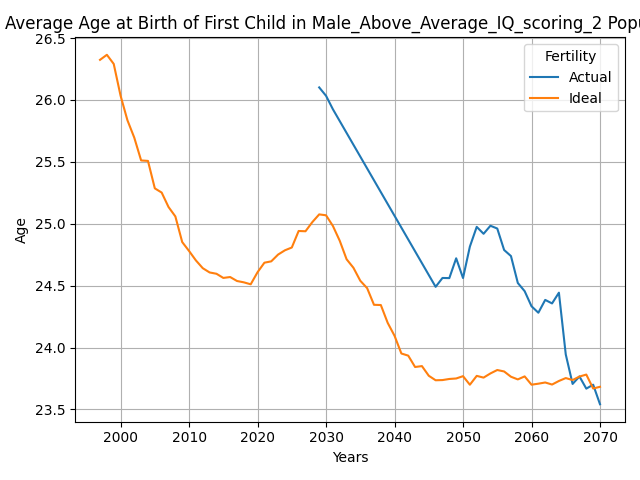 Average Age at Birth of First Child in Male_Above_Average_IQ_scoring_2 Popu
26.5
26.0
25.5
25.0
24.5
24.0
23.5
Age
Fertility
Actual
Ideal
2000 2010 2020 2030 2040 2050 2060 2070
Years